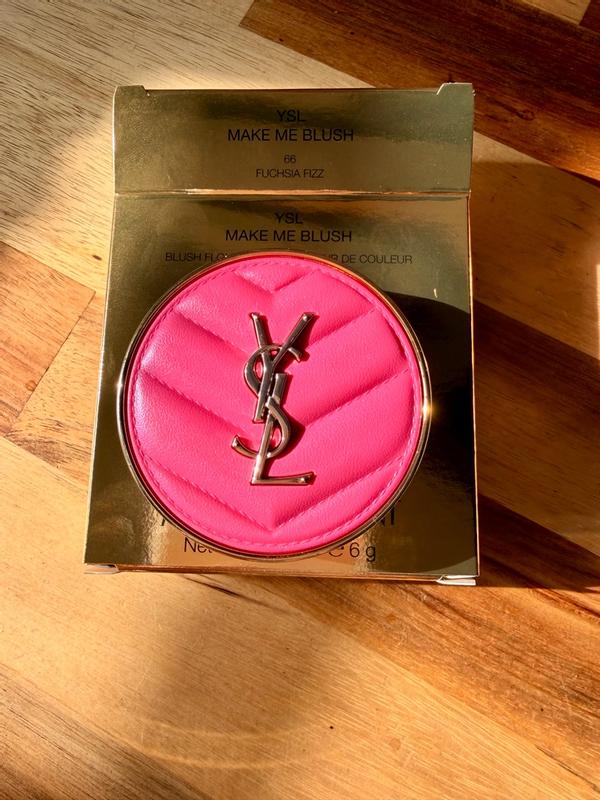 YSL
MAKE ME BLUSH
66
FUCHSIA FIZZ
YSL
MAKE ME BLUSH
BLUSH DE COULEUR
YSL
e 6 g